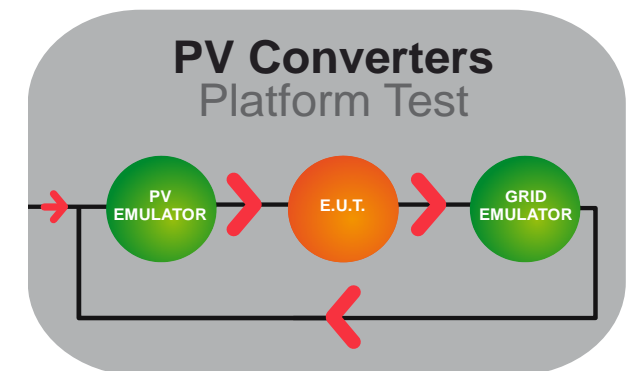 PV Converters
Platform Test
PV
EMULATOR
E.U.T.
GRID
EMULATOR